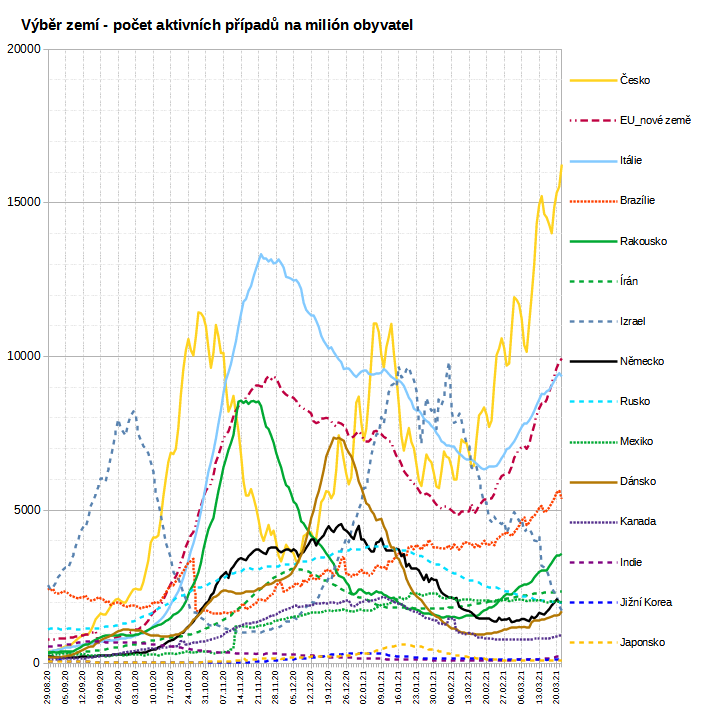 Výběr zemí - počet aktivních případů na milión obyvatel
20000
15000
10000
5000
0
Česko
EU_nové země
Itálie
Brazílie
Rakousko
Írán
Izrael
Německo
Rusko
Mexiko
Dánsko
Kanada
Indie
Jižní Korea
Japonsko
29.08.20
05.09.20
12.09.20
19.09.20
26.09.20
03.10.20
10.10.20
17.10.20
24.10.20
31.10.20
07.11.20
14.11.20
21.11.20
28.11.20
05.12.20
12.12.20
19.12.20
26.12.20
02.01.21
09.01.21
16.01.21
23.01.21
30.01.21
06.02.21
13.02.21
20.02.21
27.02.21
06.03.21
13.03.21
20.03.21